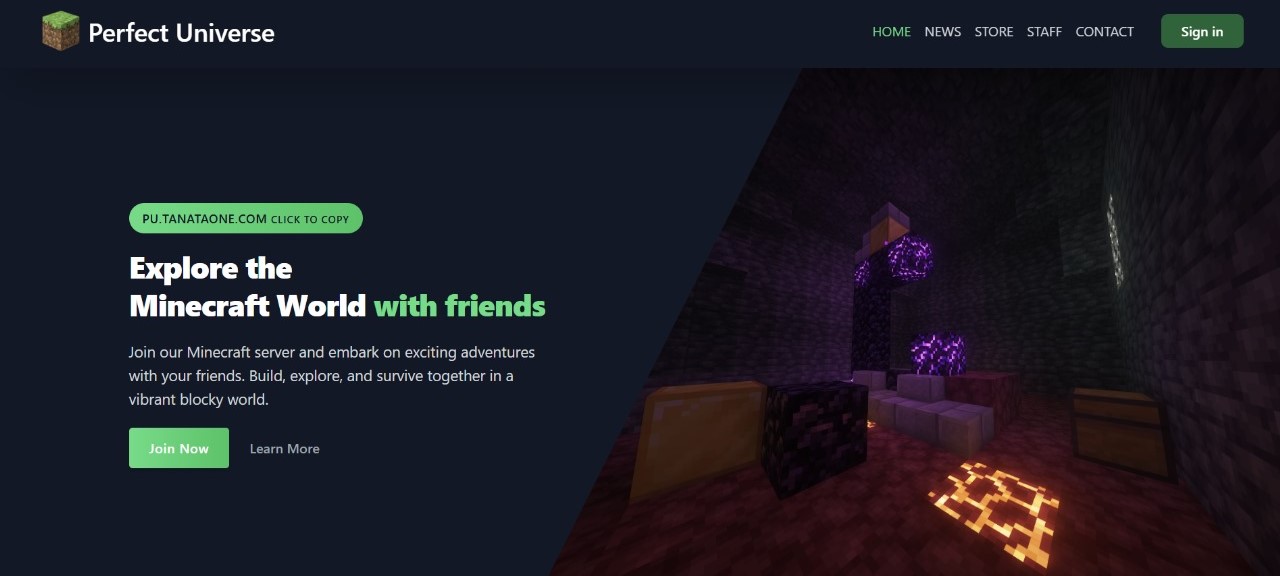 Perfect Universe
HOME NEWS STORE STAFF CONTACT Sign in
PU.TANATAONE.COM CLICK TO COPY
Explore the
Minecraft World with friends
Join our Minecraft server and embark on exciting adventures
with your friends. Build, explore, and survive together in a
vibrant blocky world.
Join Now Learn More